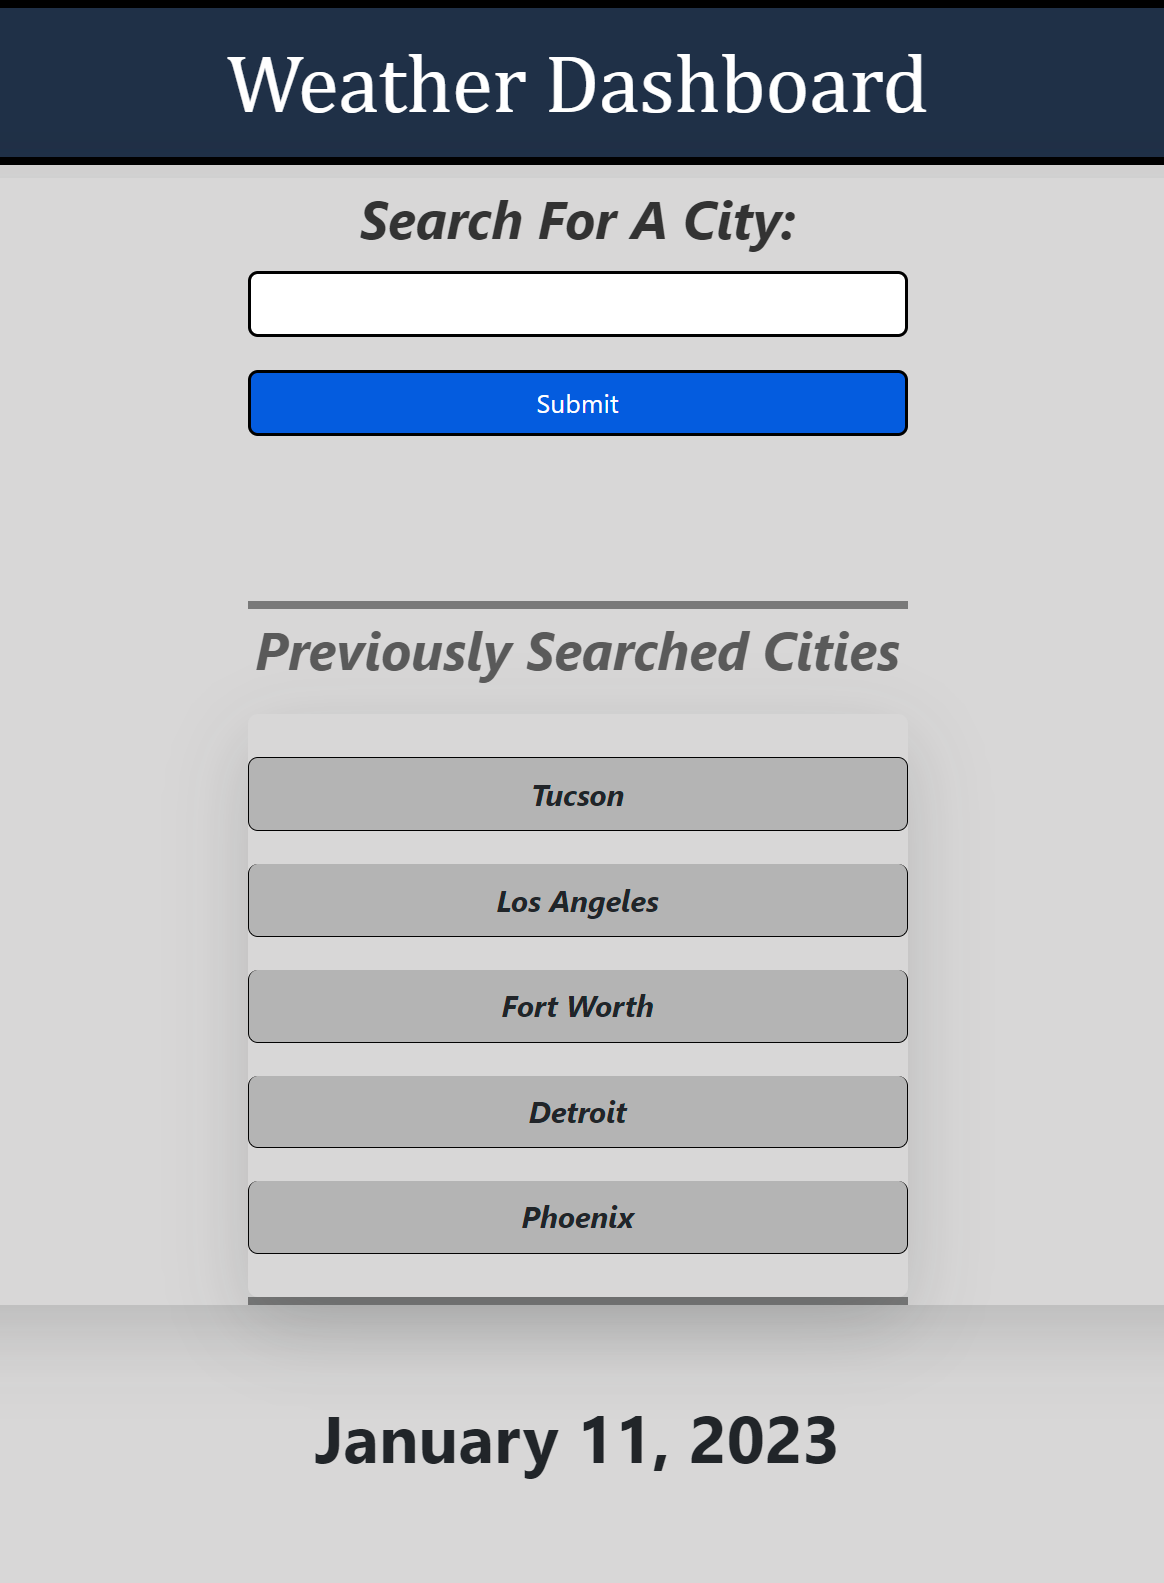 Weather Dashboard
Search For A City:
Submit
Previously Searched Cities
Tucson
Los Angeles
Fort Worth
Detroit
Phoenix
January 11, 2023